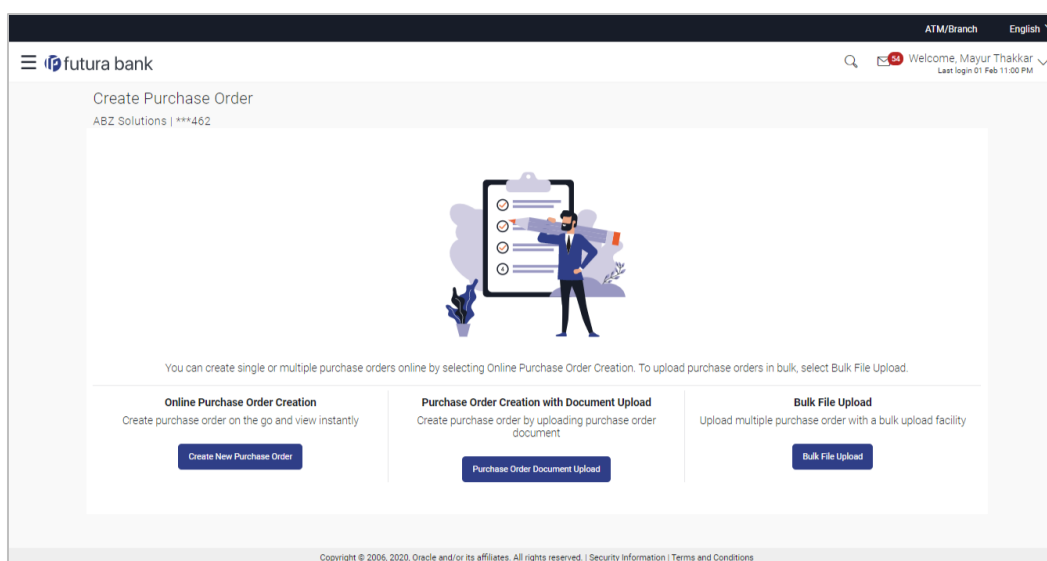 ATM/Branch English
futura bank
54
Welcome, Mayur Thakkar
Last login 01 Feb 11:00 PM
Create Purchase Order
ABZ Solutions | ***462
4
You can create single or multiple purchase orders online by selecting Online Purchase Order Creation. To upload purchase orders in bulk, select Bulk File Upload.
Online Purchase Order Creation
Create purchase order on the go and view instantly
Create New Purchase Order
Purchase Order Creation with Document Upload
Create purchase order by uploading purchase order
document
Purchase Order Document Upload
Bulk File Upload
Upload multiple purchase order with a bulk upload facility
Bulk File Upload
Copyright © 2006, 2020, Oracle and/or its affiliates. All rights reserved. | Security Information | Terms and Conditions